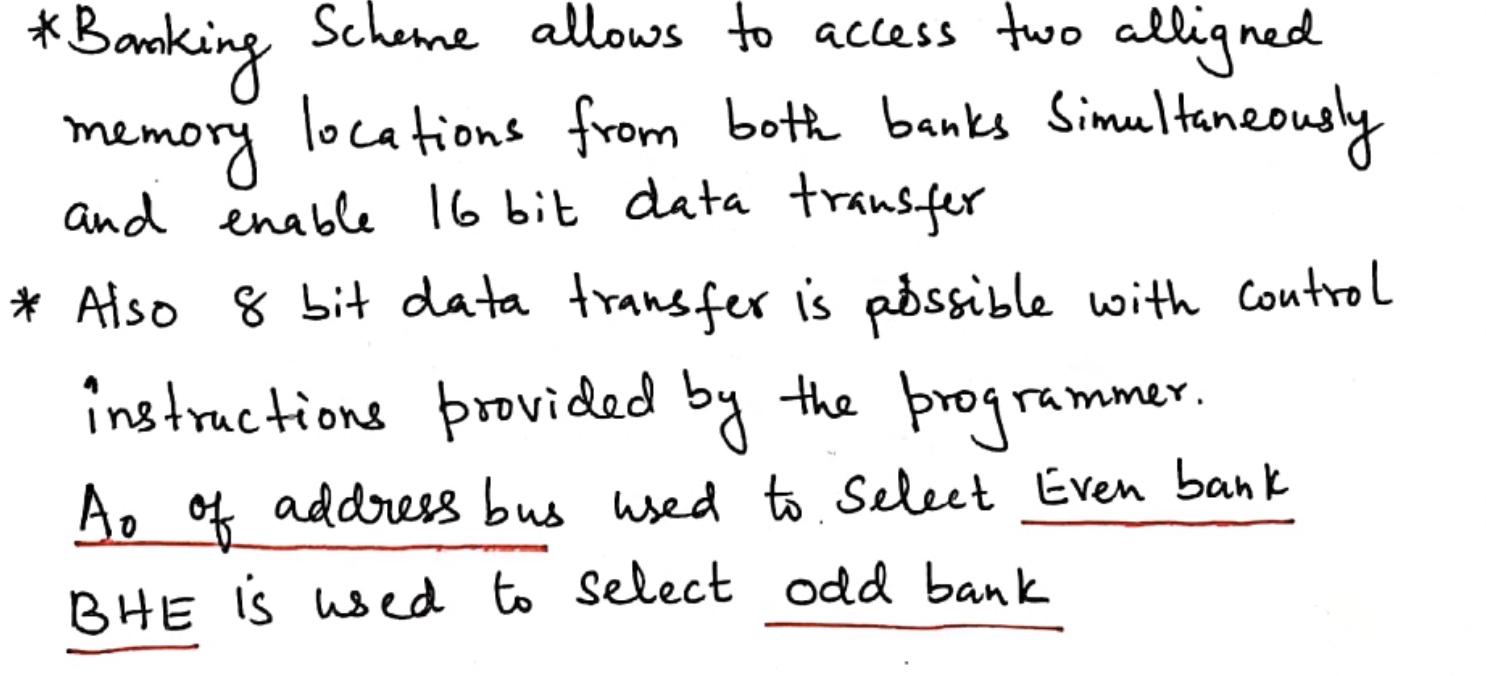 * Banking Scheme allows to access two alligned
memory locations from both banks Simultaneously
and enable 16 bit data transfer
* Also 8 bit data transfer is possible with control
instructions provided by the programmer.
A0 of address bus used to select Even bank
BHE is used to select odd bank